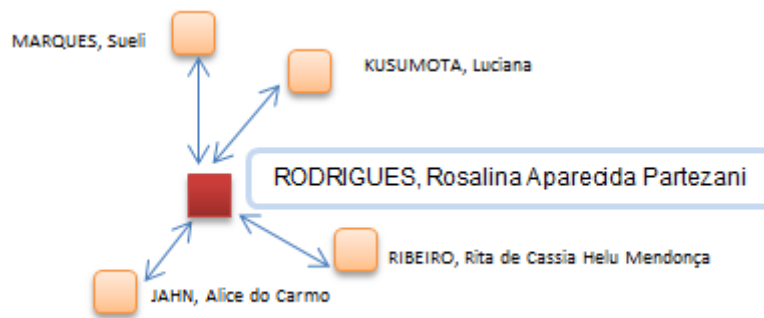 MARQUES, Sueli
KUSUMOTA, Luciana
RODRIGUES, Rosalina Aparecida Partezani
RIBEIRO, Rita de Cassia Helu Mendonça
JAHN, Alice do Carmo